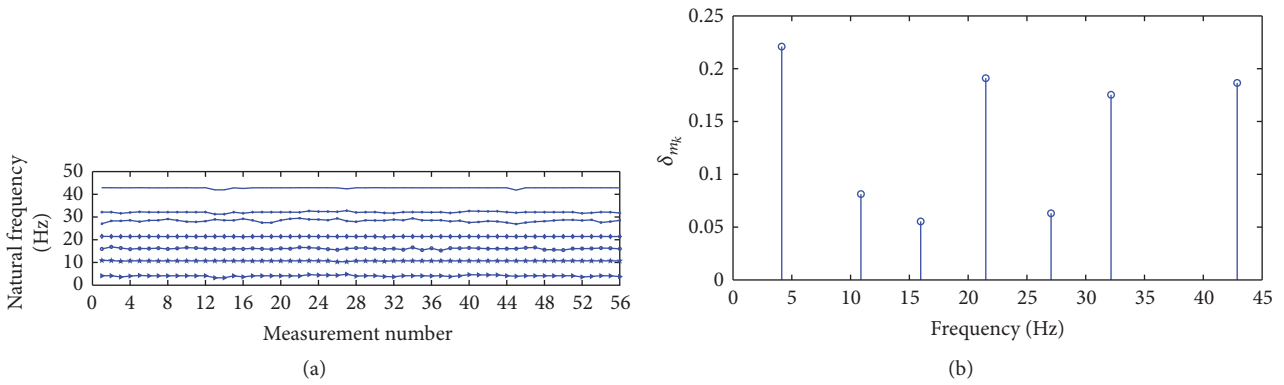 50
40
30
20
10
0
Natural frequency
(Hz)
0 4 8 12 16 20 24 28 32 36 40 44 48 52 56
Measurement number
(a)
0.25
0.2
0.15
0.1
0.05
0
δmk
0 5 10 15 20 25 30 35 40 45
Frequency (Hz)
(b)